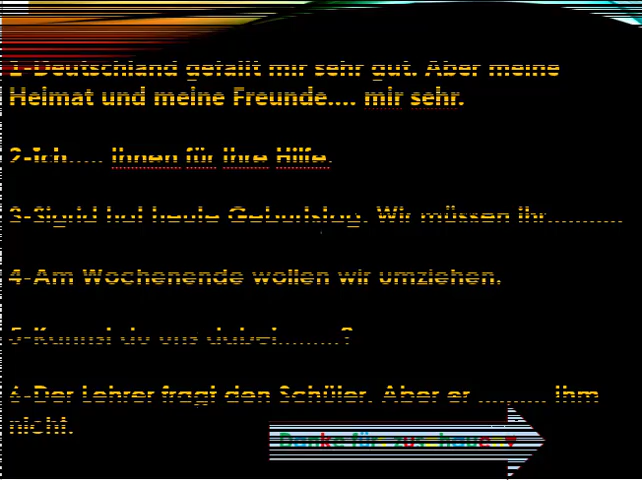 1-Deutschland gefällt mir sehr gut. Aber meine
Heimat und meine Freunde.... mir sehr.
2-Ich...... Ihnen für Ihre Hilfe.
3-Sigrid hat heute Geburtstag. Wir müssen ihr...........
4-Am Wochenende wollen wir umziehen.
5-Kannst du uns dabei.........?
6-Der Lehrer fragt den Schüler. Aber er .......... ihm
nicht.
Danke für